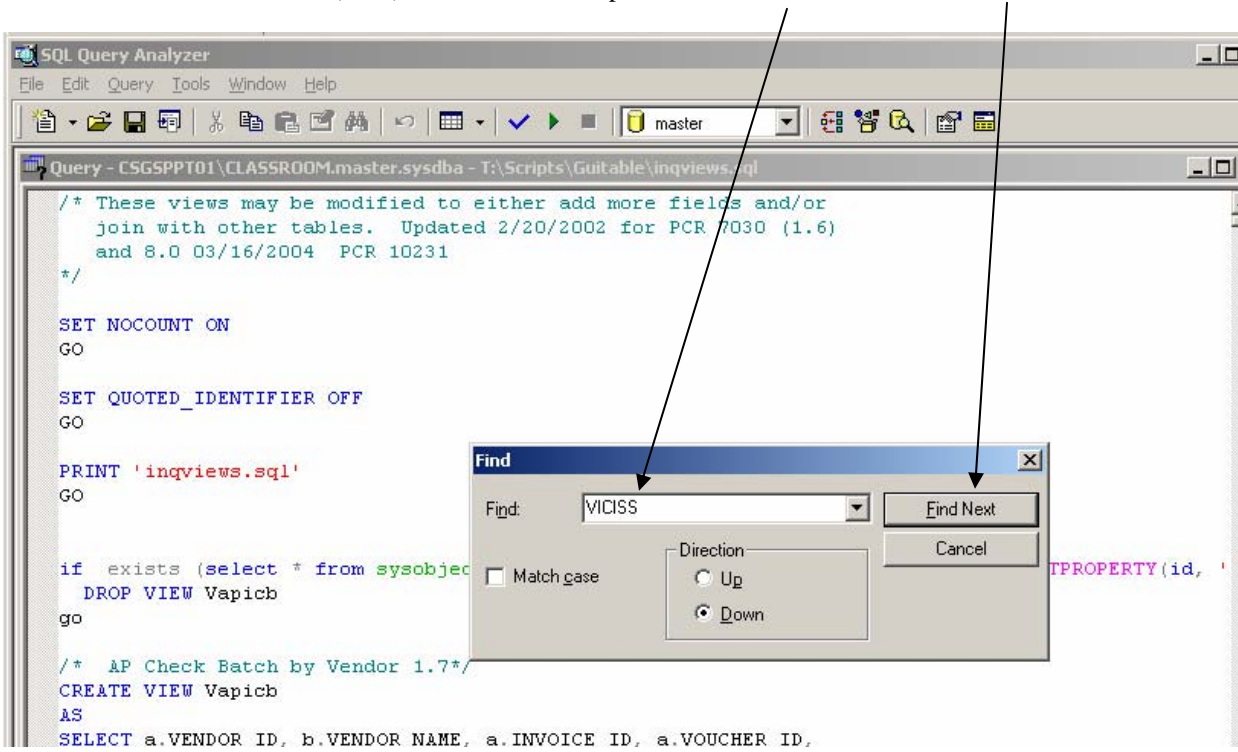 SQL Query Analyzer
File Edit Query Tools Window Help
master
Query - CSGSPPT01\CLASSROOM.master.sysdba - T:\Scripts\Guitable\inqviews.sql
/* These views may be modified to either add more fields and/or
join with other tables. Updated 2/20/2002 for PCR 7030 (1.6)
and 8.0 03/16/2004 PCR 10231
*/
SET NOCOUNT ON
GO
SET QUOTED_IDENTIFIER OFF
GO
PRINT 'inqviews.sql'
GO
if exists (select * from sysobjec TPROPERTY(id, '
DROP VIEW Vapicb
go
/* AP Check Batch by Vendor 1.7*/
CREATE VIEW Vapicb
AS
SELECT a.VENDOR_ID, b.VENDOR_NAME, a.INVOICE_ID, a.VOUCHER_ID,
Find
Find: VICISS Find Next
Match case
Direction
Up
Down
Cancel